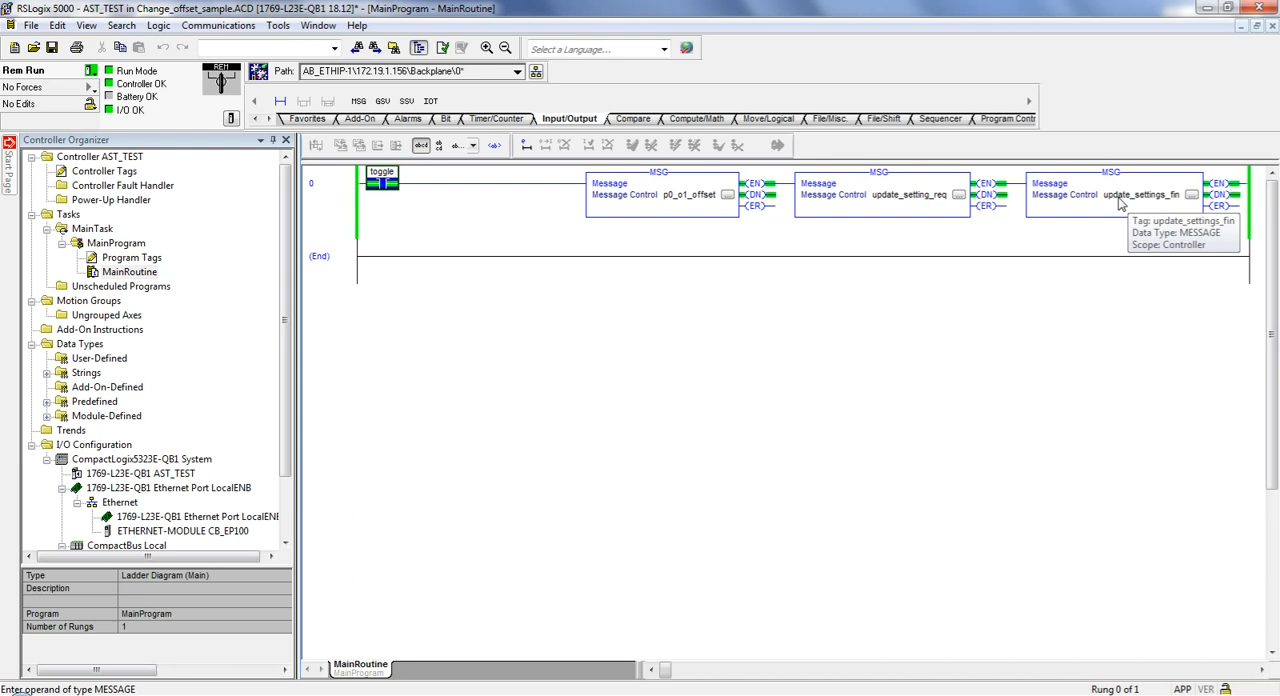 RSLogix 5000 - AST_TEST in Change_offset_sample.ACD [1769-L23E-QB1 18.12]* - [MainProgram - MainRoutine]
File Edit View Search Logic Communications Tools Window Help
Select a Language...
Rem Run
No Forces
No Edits
Run Mode
Controller OK
Battery OK
I/O OK
REM
Path: AB_ETHIP-1\172.19.1.156\Backplane\0*
MSG GSV SSV IOT
Favorites Add-On Alarms Bit Timer/Counter Input/Output Compare Compute/Math Move/Logical File/Misc. File/Shift Sequencer Program Contr
Start Page
Controller Organizer
Controller AST_TEST
Controller Tags
Controller Fault Handler
Power-Up Handler
Tasks
MainTask
MainProgram
Program Tags
MainRoutine
Unscheduled Programs
Motion Groups
Ungrouped Axes
Add-On Instructions
Data Types
User-Defined
Strings
Add-On-Defined
Predefined
Module-Defined
Trends
I/O Configuration
CompactLogix5323E-QB1 System
1769-L23E-QB1 AST_TEST
1769-L23E-QB1 Ethernet Port LocalENB
Ethernet
1769-L23E-QB1 Ethernet Port LocalENE
ETHERNET-MODULE CB_EP100
CompactBus Local
Type Ladder Diagram (Main)
Description
Program MainProgram
Number of Rungs 1
0
toggle
MSG
Message
Message Control p0_o1_offset ...
EN
DN
ER
MSG
Message
Message Control update_setting_req ...
EN
DN
ER
MSG
Message
Message Control update_settings_fin ...
EN
DN
ER
Tag: update_settings_fin
Data Type: MESSAGE
Scope: Controller
(End)
MainRoutine
MainProgram
Enter operand of type MESSAGE
Rung 0 of 1 APP VER